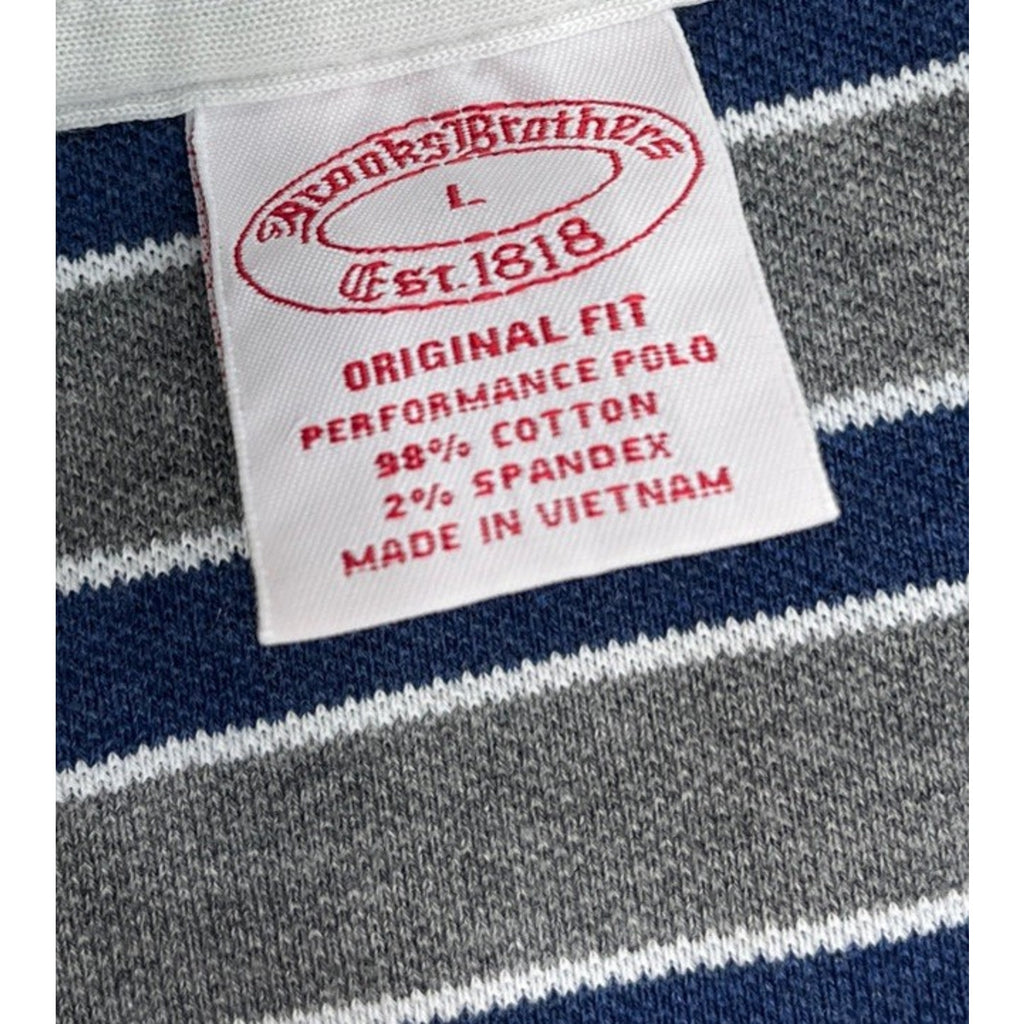 Brooks Brothers
L
Est. 1818
ORIGINAL FIT
PERFORMANCE POLO
98% COTTON
2% SPANDEX
MADE IN VIETNAM